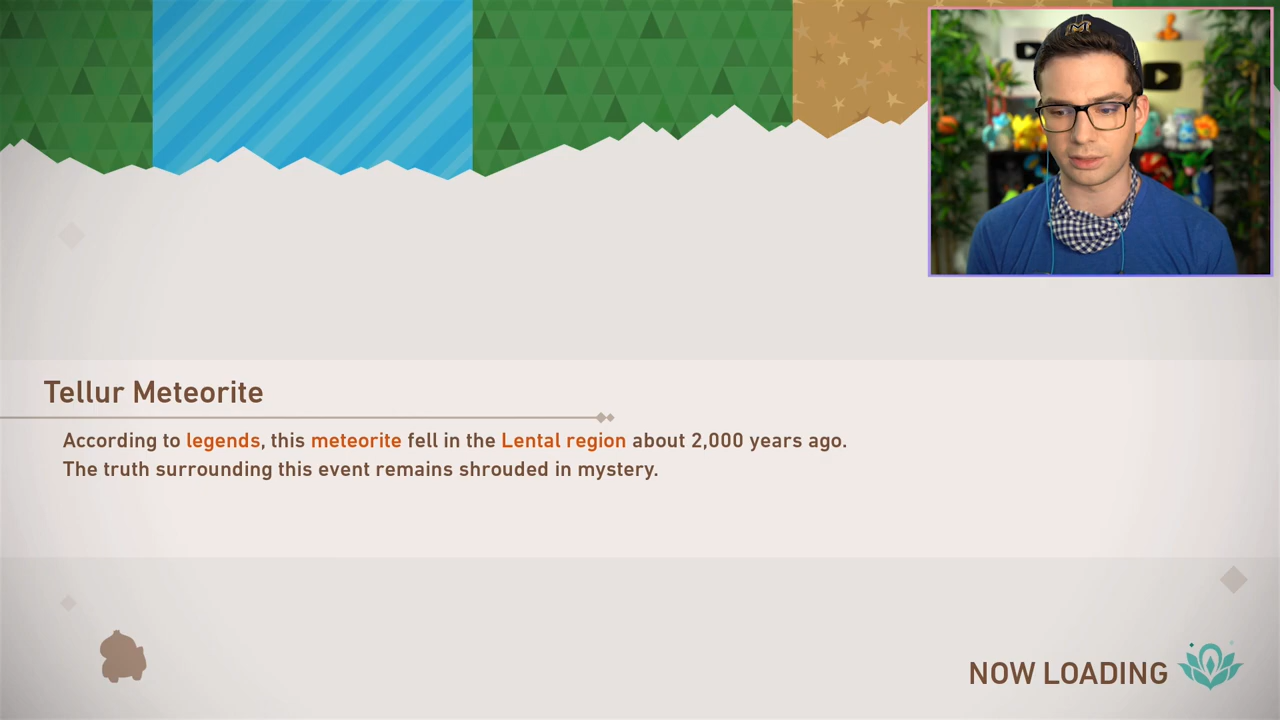 Tellur Meteorite
According to legends, this meteorite fell in the Lental region about 2,000 years ago.
The truth surrounding this event remains shrouded in mystery.
NOW LOADING